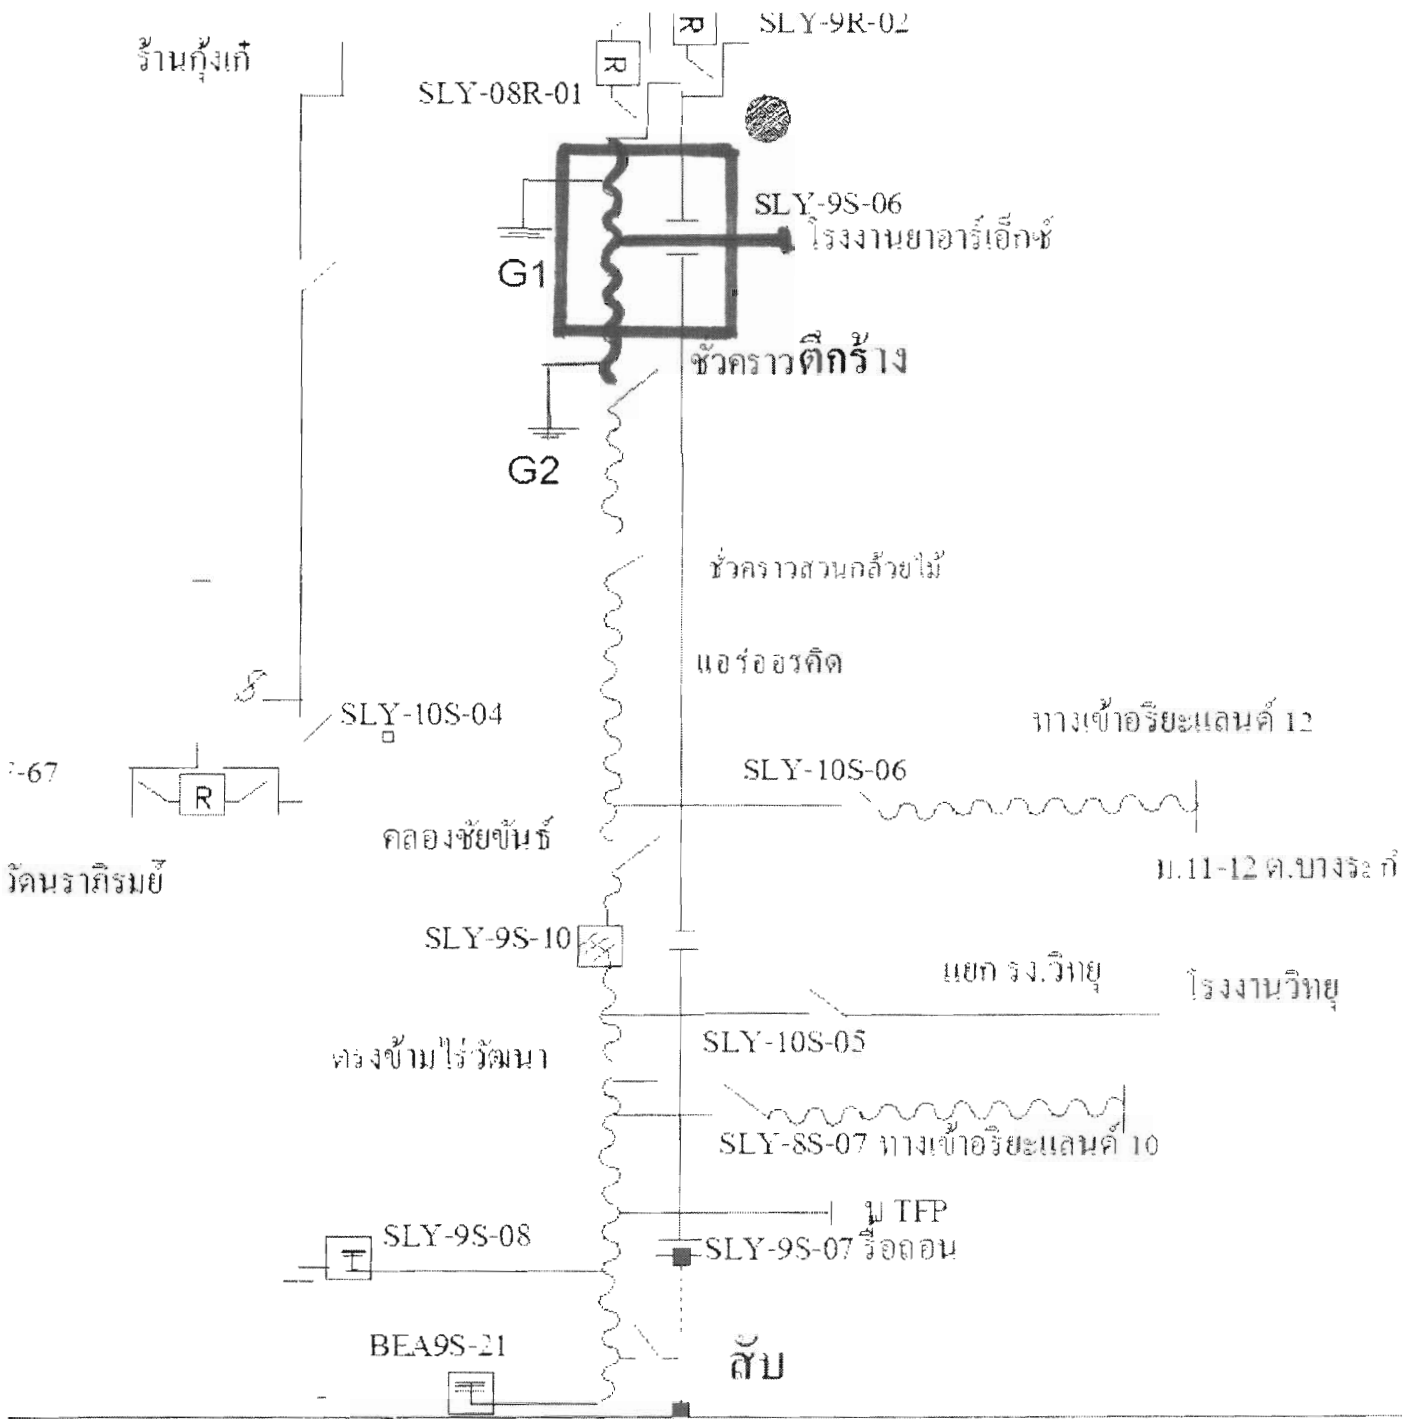 SLY-9R-02
R
ร้านกุ้งเก๋
R
SLY-08R-01
SLY-9S-06
โรงงานยาอาร์เอ็กซ์
G1
ชั่วคราวตึกร้าง
G2
ชั่วคราวสวนกล้วยไม้
แอร์ออร์คิด
SLY-10S-04
ทางเข้าอริยะแลนด์ 12
-67
R
SLY-10S-06
คลองชัยขันธ์
ม.11-12 ต.บางระกำ
วัดนราภิรมย์
SLY-9S-10
แยก รง.วิทยุ
โรงงานวิทยุ
SLY-10S-05
ตรงข้ามไร่วัฒนา
SLY-8S-07 ทางเข้าอริยะแลนด์ 10
TFP
SLY-9S-08
SLY-9S-07 รื้อถอน
BEA9S-21
สับ